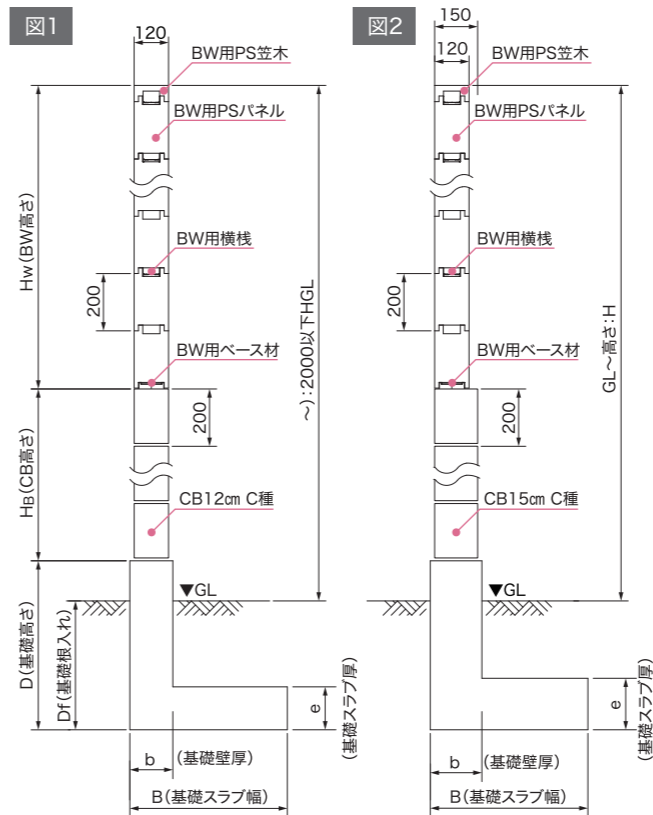 図1
120
BW用PS笠木
BW用PSパネル
Hw(BW高さ)
BW用横桟
200
~):2000以下HGL
BW用ベース材
200
HB(CB高さ)
CB12cm C種
▼GL
D(基礎高さ)
Df(基礎根入れ)
e
(基礎スラブ厚)
b
(基礎壁厚)
B(基礎スラブ幅)
図2
150
120
BW用PS笠木
BW用PSパネル
BW用横桟
200
GL~高さ:H
BW用ベース材
200
CB15cm C種
▼GL
e
(基礎スラブ厚)
b
(基礎壁厚)
B(基礎スラブ幅)